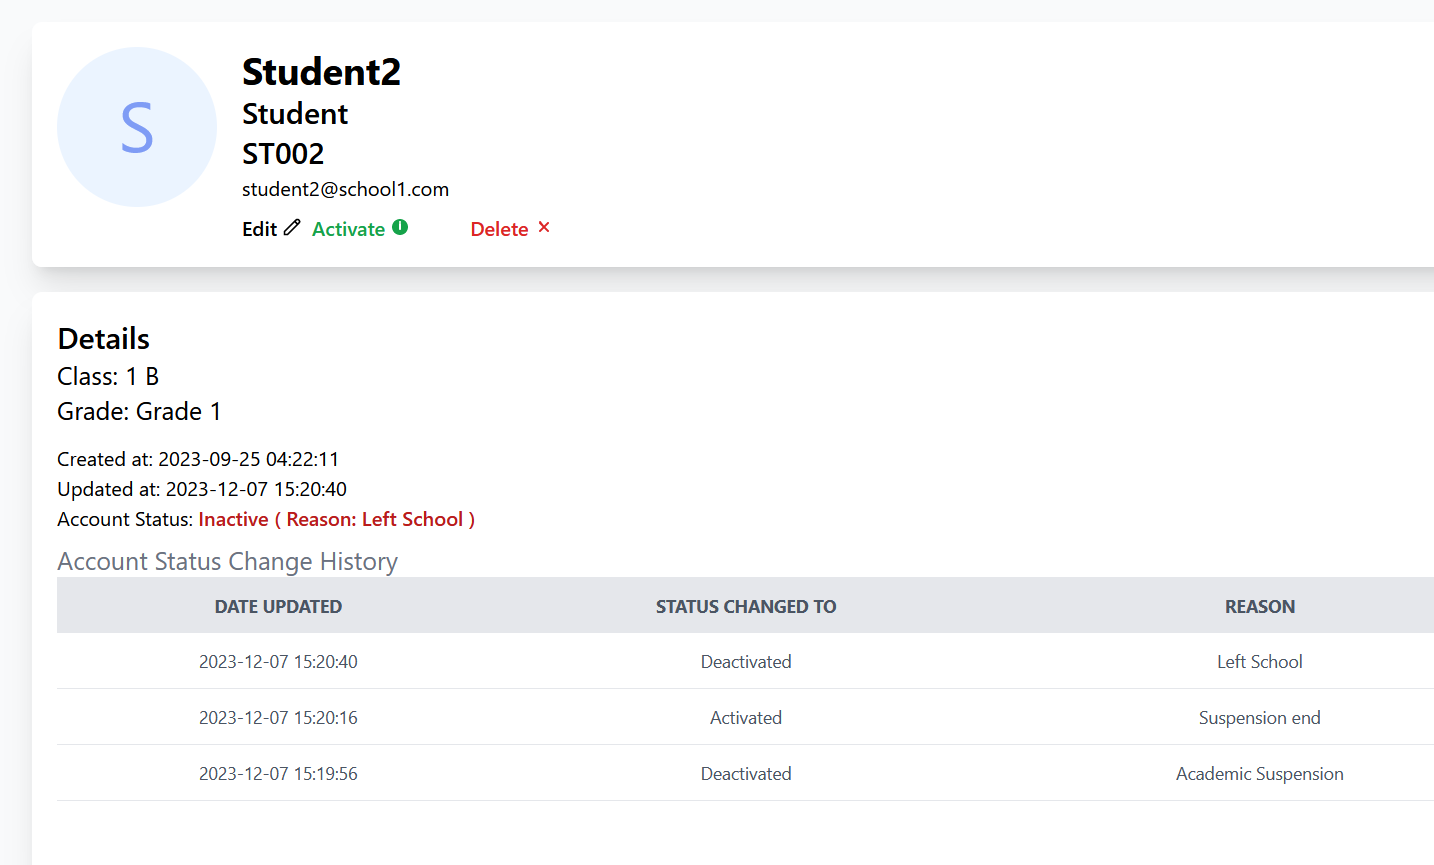 S
Student2
Student
ST002
student2@school1.com
Edit Activate Delete
Details
Class: 1 B
Grade: Grade 1
Created at: 2023-09-25 04:22:11
Updated at: 2023-12-07 15:20:40
Account Status: Inactive ( Reason: Left School )
Account Status Change History
DATE UPDATED STATUS CHANGED TO REASON
2023-12-07 15:20:40 Deactivated Left School
2023-12-07 15:20:16 Activated Suspension end
2023-12-07 15:19:56 Deactivated Academic Suspension